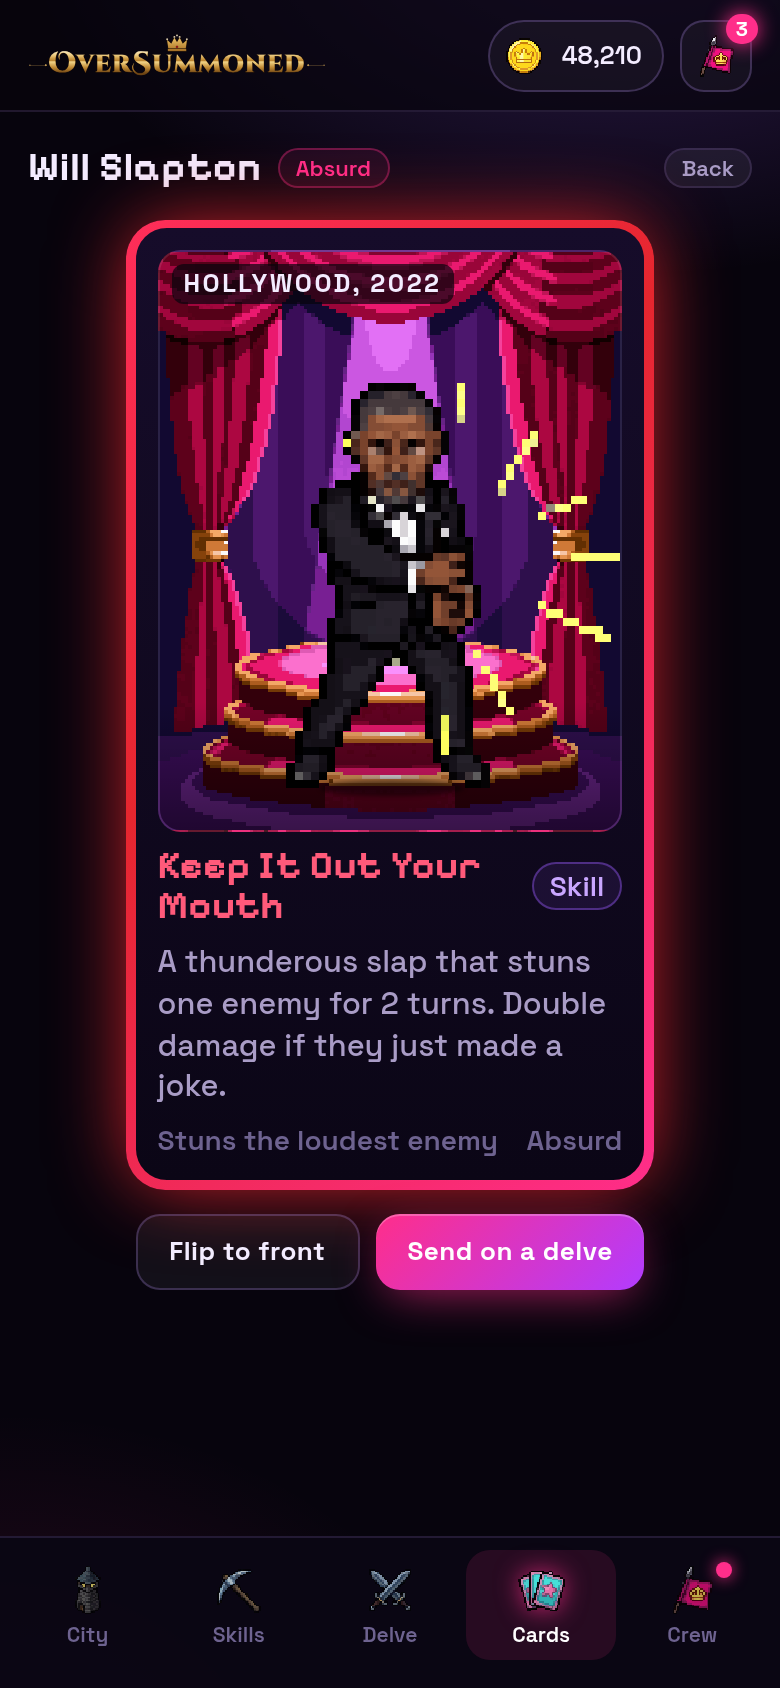 OVERSUMMONED
48,210
3
Will Slapton
Absurd
Back
HOLLYWOOD, 2022
Keep It Out Your
Mouth
Skill
A thunderous slap that stuns
one enemy for 2 turns. Double
damage if they just made a
joke.
Stuns the loudest enemy
Absurd
Flip to front
Send on a delve
City
Skills
Delve
Cards
Crew